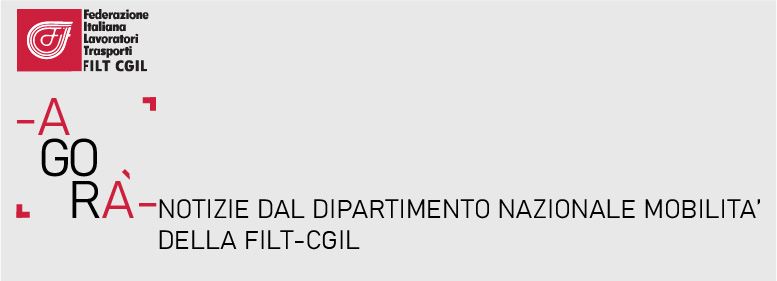 Federazione
Italiana
Lavoratori
Trasporti
FILT CGIL
-A
GO
RÀ-NOTIZIE DAL DIPARTIMENTO NAZIONALE MOBILITA'
DELLA FILT-CGIL